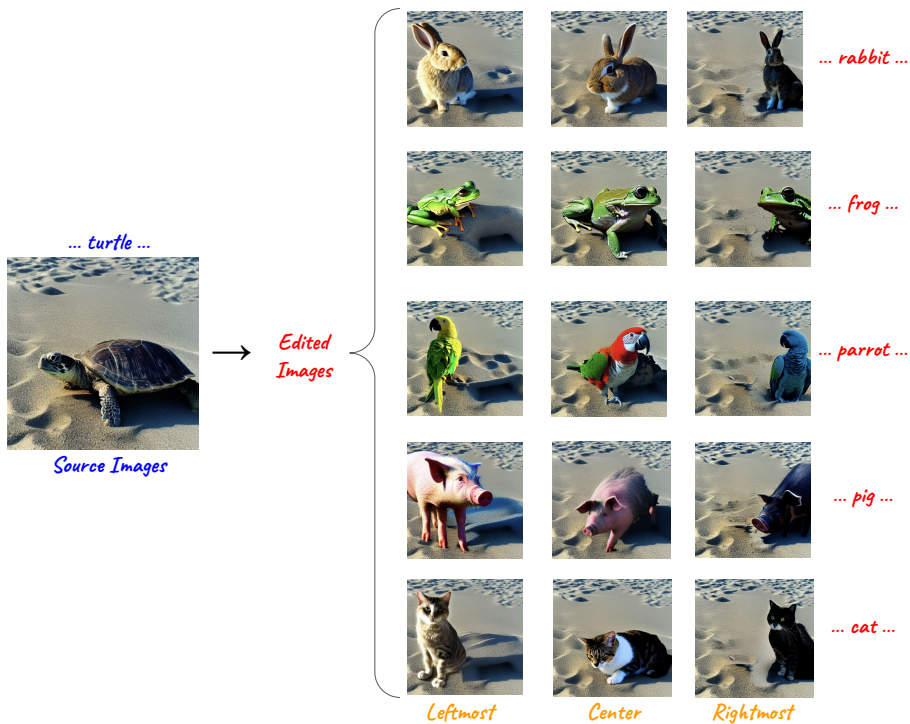 ... rabbit ...
... frog ...
... turtle ...
Edited
Images
... parrot ...
Source Images
... pig ...
... cat ...
Leftmost
Center
Rightmost